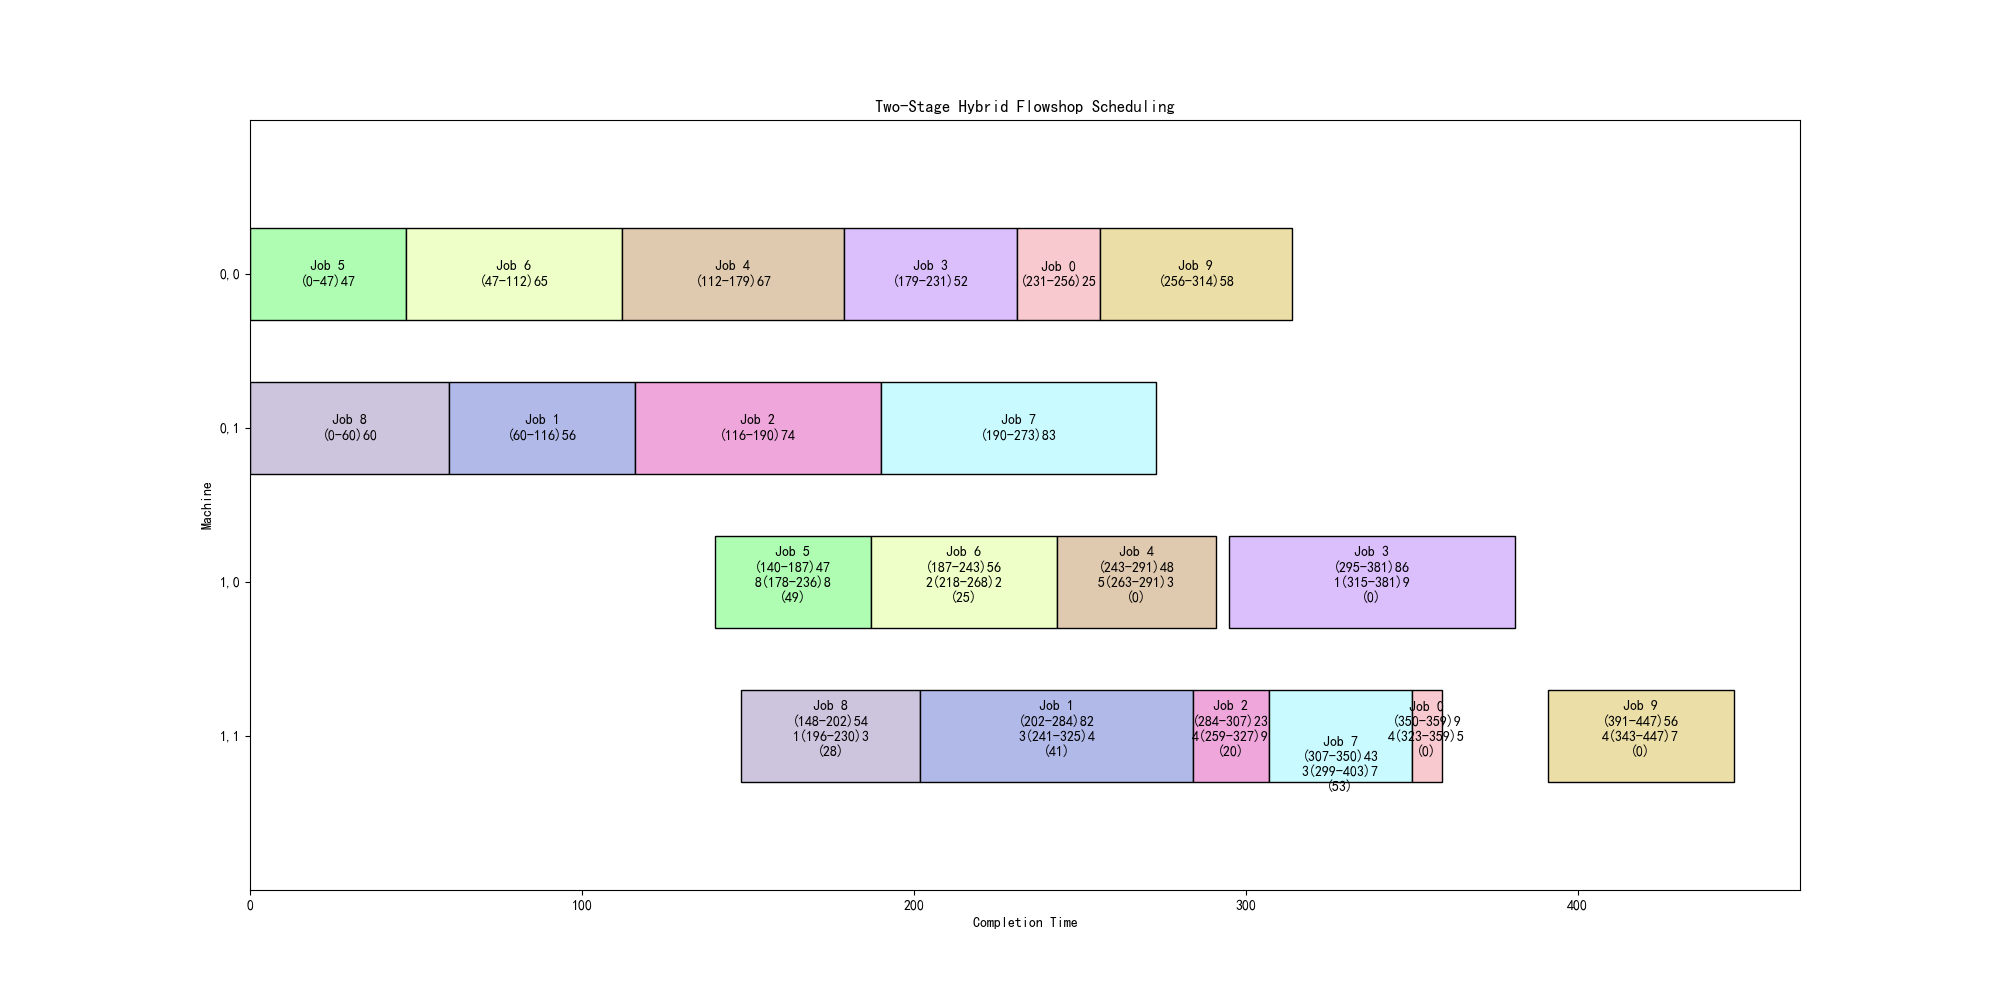 Two-Stage Hybrid Flowshop Scheduling
Machine
0,0
Job 5
(0-47)47
Job 6
(47-112)65
Job 4
(112-179)67
Job 3
(179-231)52
Job 0
(231-256)25
Job 9
(256-314)58
0,1
Job 8
(0-60)60
Job 1
(60-116)56
Job 2
(116-190)74
Job 7
(190-273)83
1,0
Job 5
(140-187)47
8(178-236)8
(49)
Job 6
(187-243)56
2(218-268)2
(25)
Job 4
(243-291)48
5(263-291)3
(0)
Job 3
(295-381)86
1(315-381)9
(0)
1,1
Job 8
(148-202)54
1(196-230)3
(28)
Job 1
(202-284)82
3(241-325)4
(41)
Job 2
(284-307)23
4(259-327)9
(20)
Job 7
(307-350)43
3(299-403)7
(53)
Job 0
(350-359)9
4(323-359)5
(0)
Job 9
(391-447)56
4(343-447)7
(0)
0
100
200
300
400
Completion Time